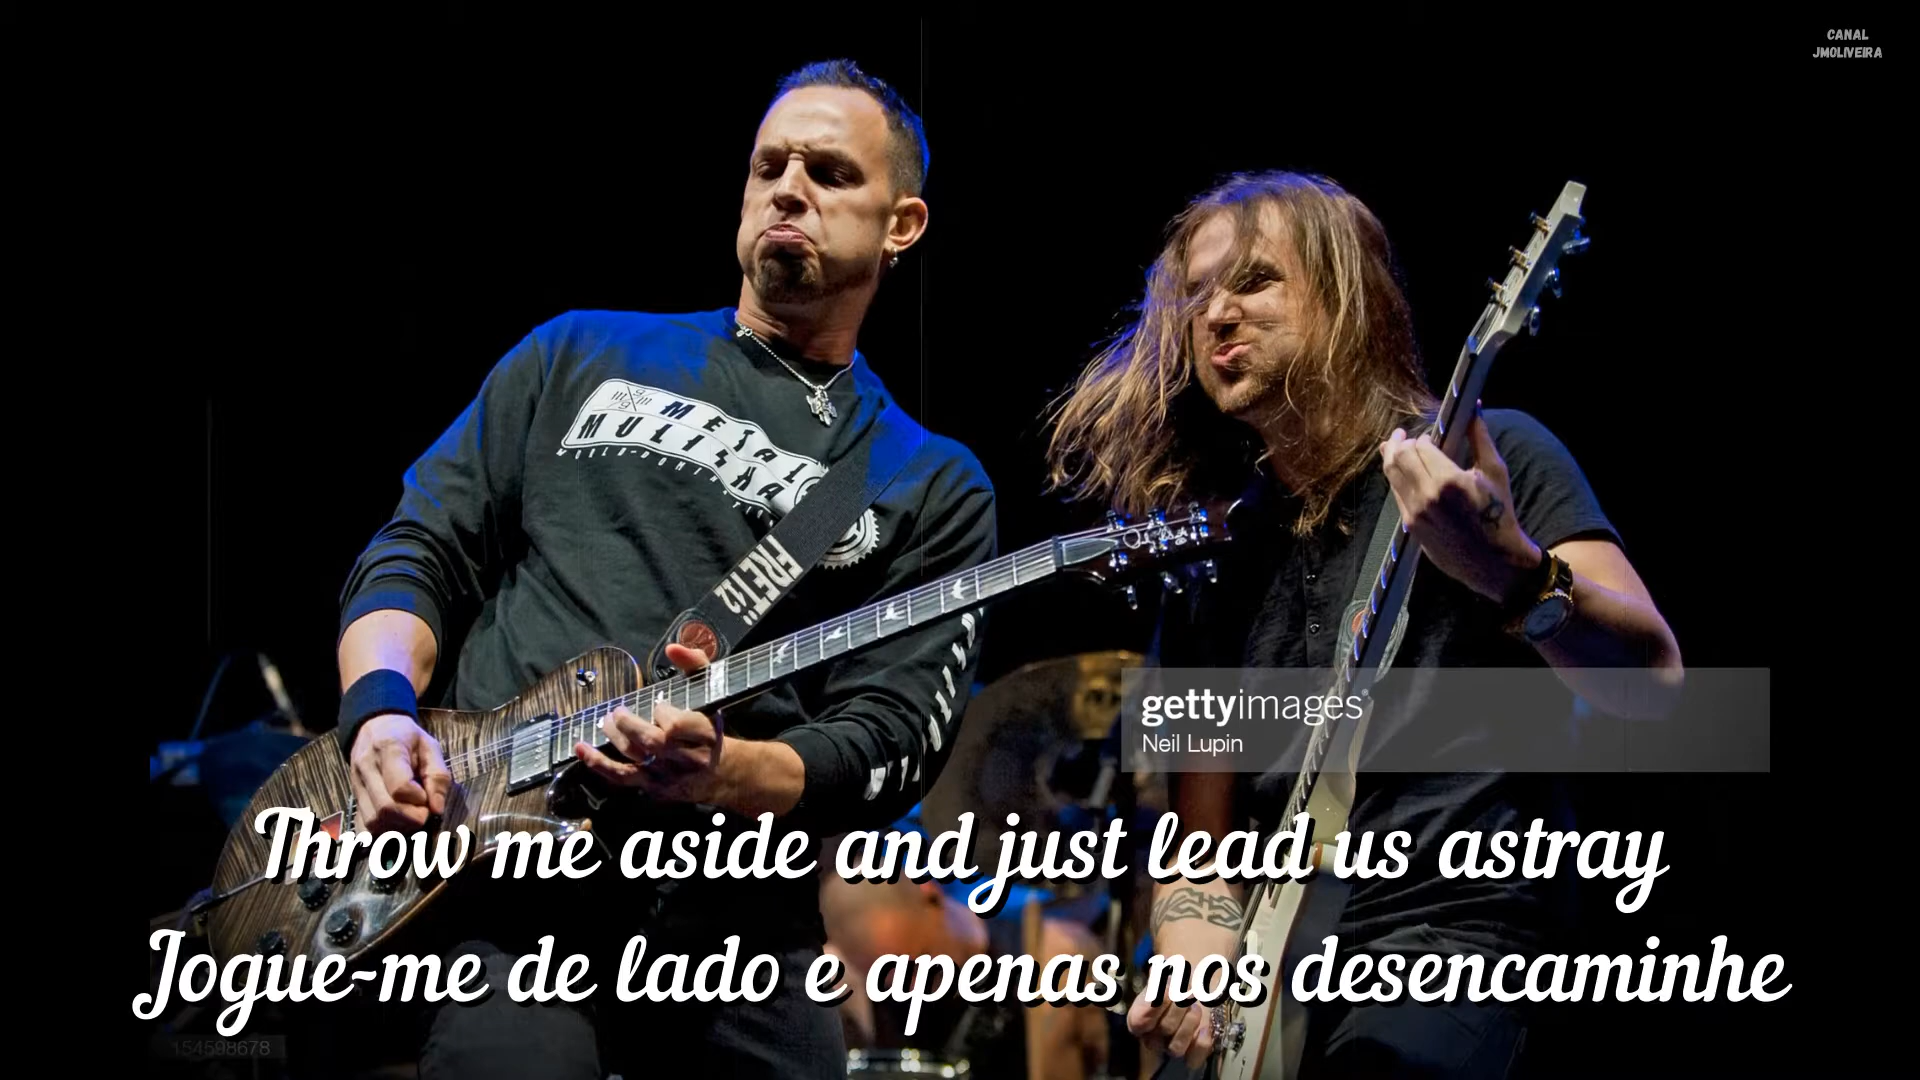 CANAL
JMOLIVEIRA
METAL
MULISHA
FRET12
gettyimages®
Neil Lupin
Throw me aside and just lead us astray
Jogue-me de lado e apenas nos desencaminhe
154598678